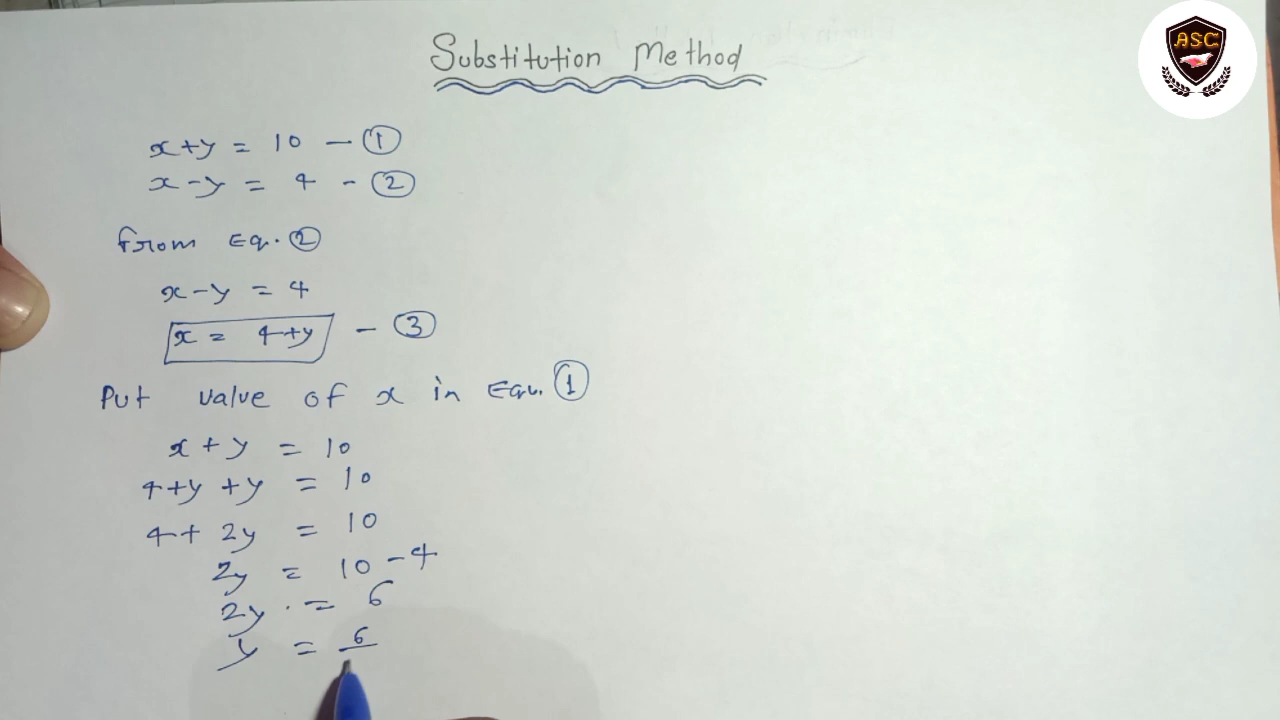 Substitution Method
ASC
x+y = 10 - ①
x-y = 4 - ②
from Eq. ②
x-y = 4
x = 4+y - ③
Put value of x in Equ. ①
x + y = 10
4+y + y = 10
4+ 2y = 10
2y = 10 - 4
2y . = 6
y = 6